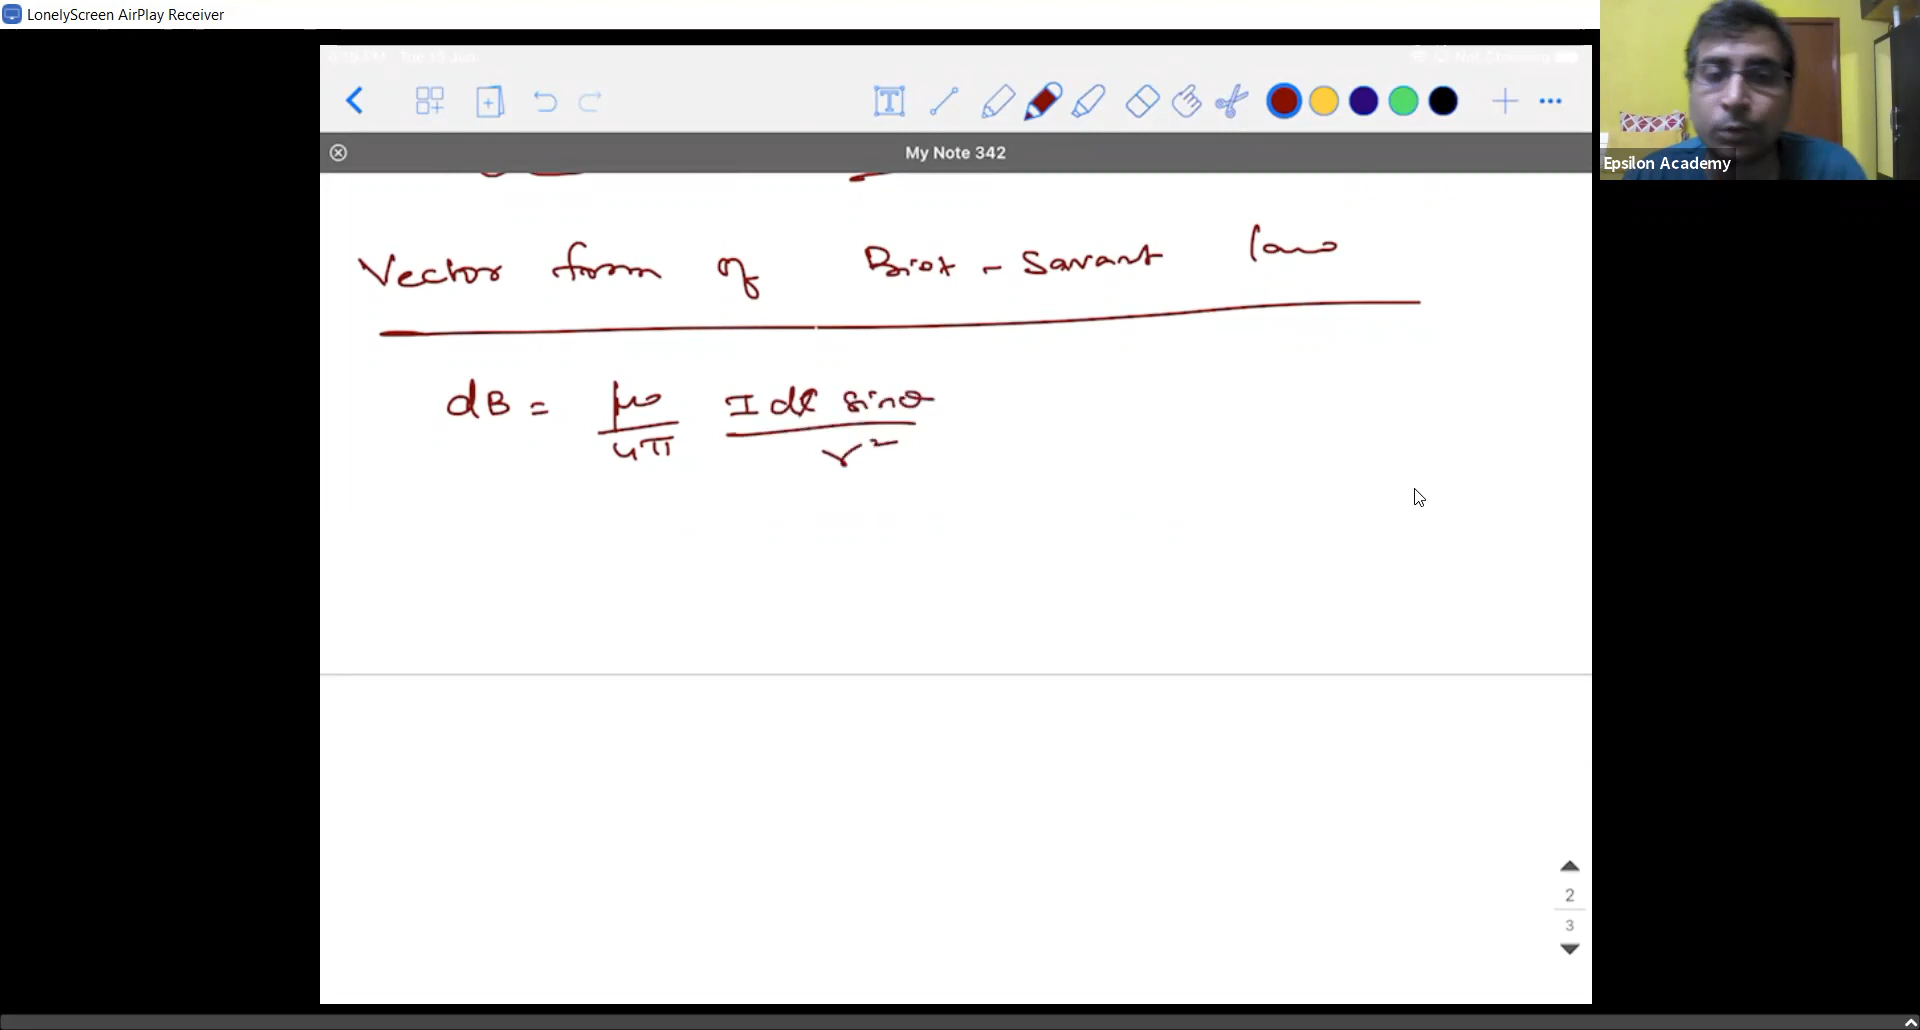 LonelyScreen AirPlay Receiver
My Note 342
Epsilon Academy
Vector form of Biot - Savart law
dB = μ₀/4π I dl sinθ/r²
2
3